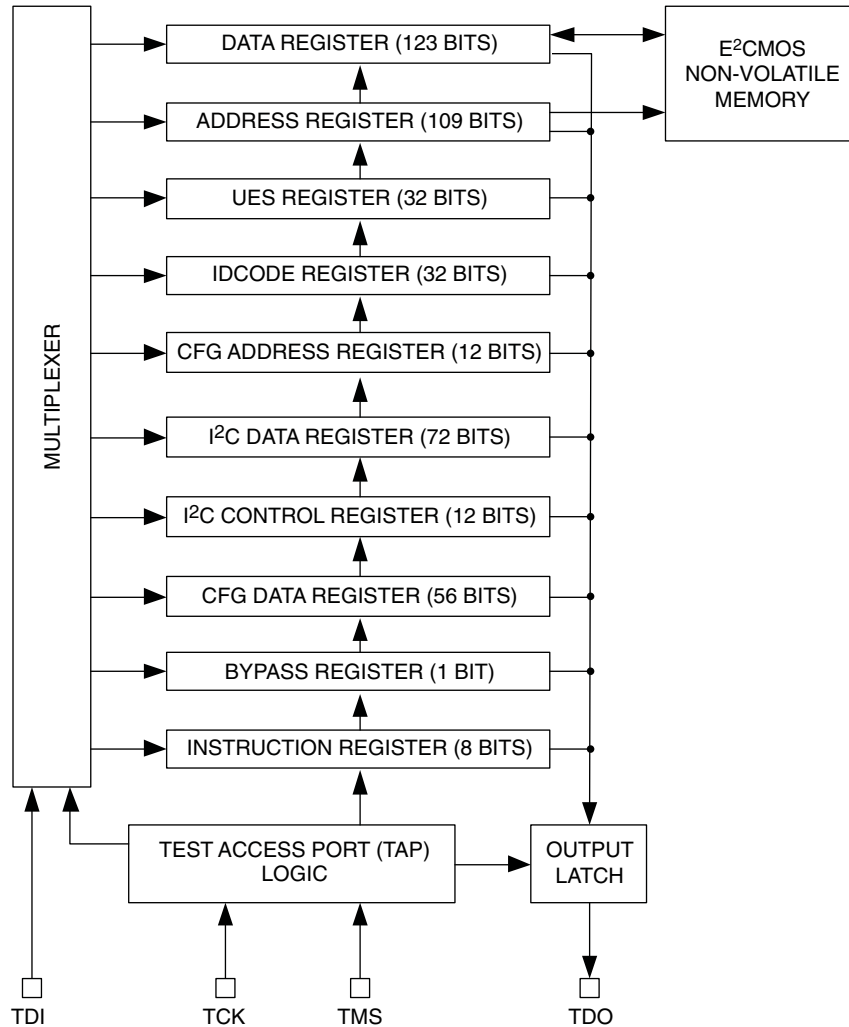 DATA REGISTER (123 BITS)
E²CMOS
NON-VOLATILE
MEMORY
ADDRESS REGISTER (109 BITS)
UES REGISTER (32 BITS)
IDCODE REGISTER (32 BITS)
CFG ADDRESS REGISTER (12 BITS)
I²C DATA REGISTER (72 BITS)
I²C CONTROL REGISTER (12 BITS)
CFG DATA REGISTER (56 BITS)
BYPASS REGISTER (1 BIT)
INSTRUCTION REGISTER (8 BITS)
MULTIPLEXER
TEST ACCESS PORT (TAP)
LOGIC
OUTPUT
LATCH
TDI
TCK
TMS
TDO